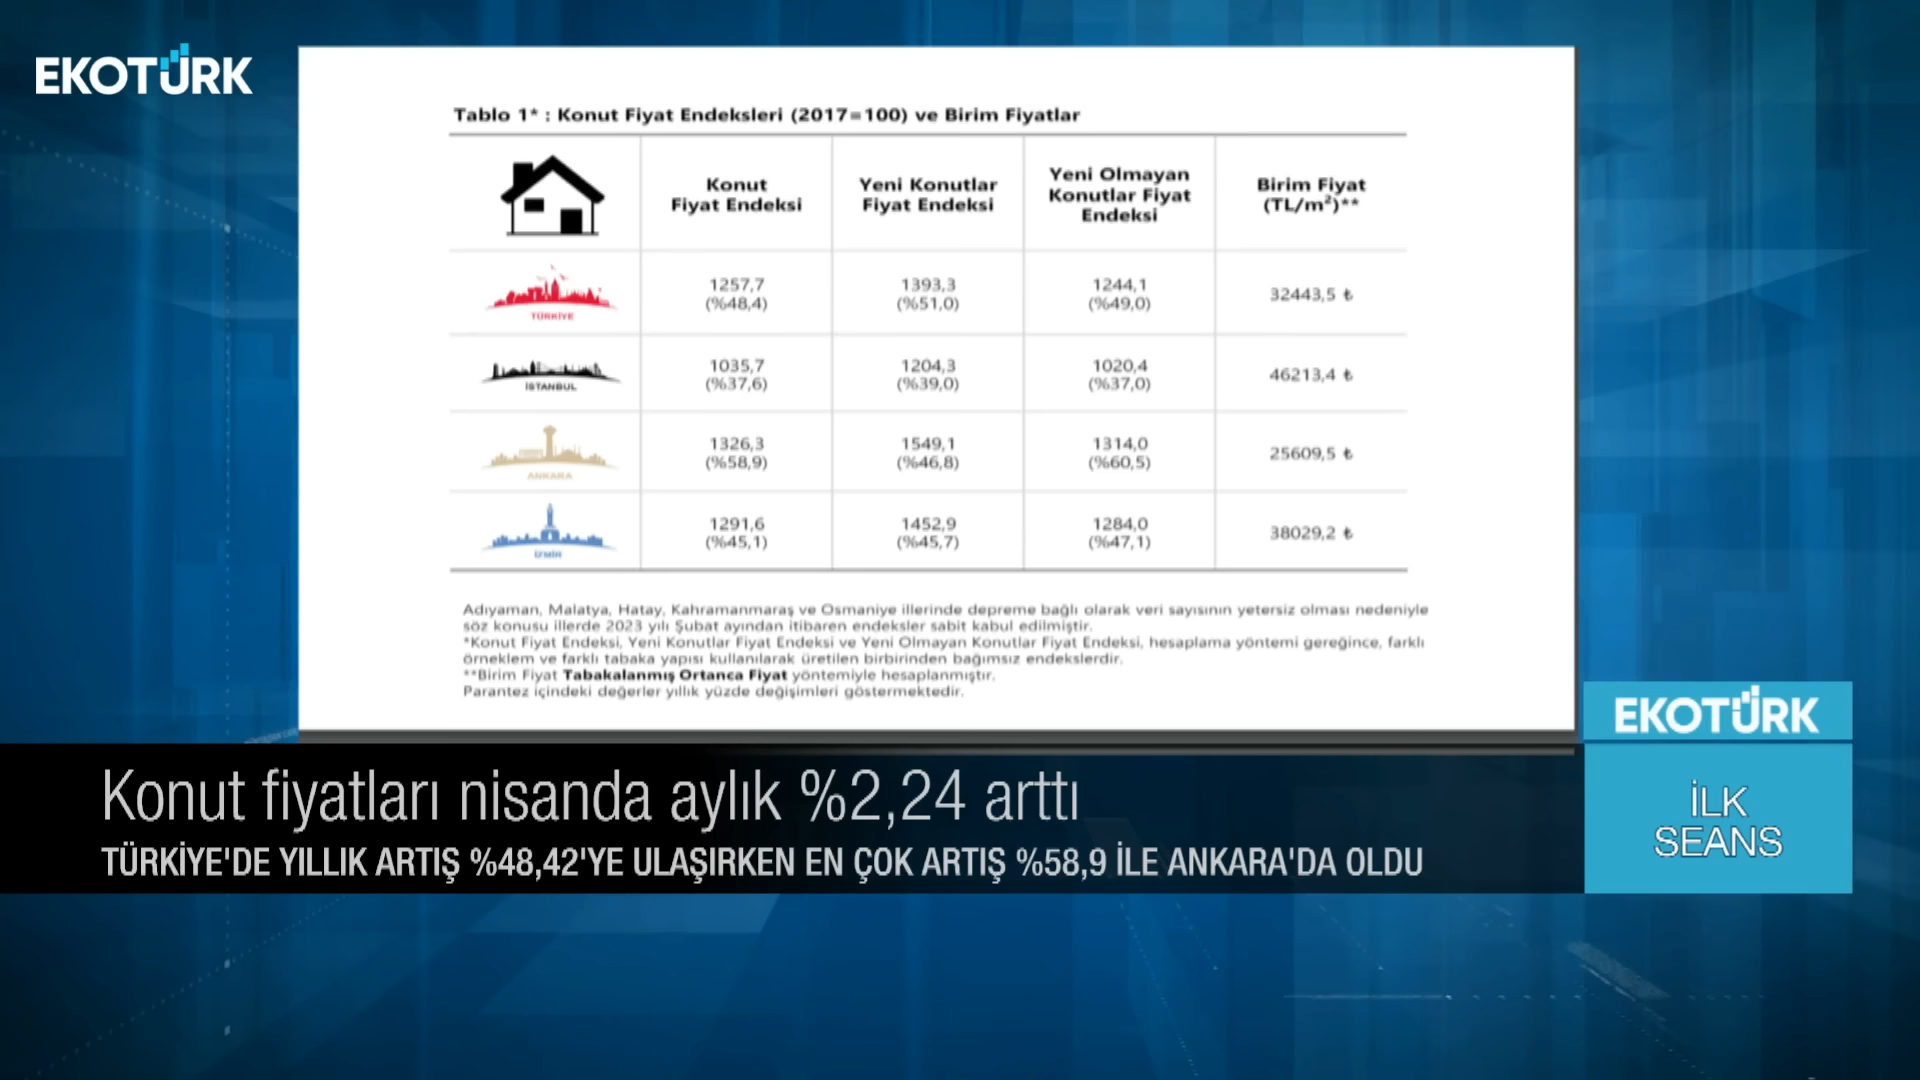 EKOTÜRK
Tablo 1* : Konut Fiyat Endeksleri (2017=100) ve Birim Fiyatlar
Konut
Fiyat Endeksi
Yeni Konutlar
Fiyat Endeksi
Yeni Olmayan
Konutlar Fiyat
Endeksi
Birim Fiyat
(TL/m²)**
TÜRKİYE
1257,7
(%48,4)
1393,3
(%51,0)
1244,1
(%49,0)
32443,5 ₺
İSTANBUL
1035,7
(%37,6)
1204,3
(%39,0)
1020,4
(%37,0)
46213,4 ₺
ANKARA
1326,3
(%58,9)
1549,1
(%46,8)
1314,0
(%60,5)
25609,5 ₺
İZMİR
1291,6
(%45,1)
1452,9
(%45,7)
1284,0
(%47,1)
38029,2 ₺
Adıyaman, Malatya, Hatay, Kahramanmaraş ve Osmaniye illerinde depreme bağlı olarak veri sayısının yetersiz olması nedeniyle
söz konusu illerde 2023 yılı Şubat ayından itibaren endeksler sabit kabul edilmiştir.
*Konut Fiyat Endeksi, Yeni Konutlar Fiyat Endeksi ve Yeni Olmayan Konutlar Fiyat Endeksi, hesaplama yöntemi gereğince, farklı
örneklem ve farklı tabaka yapısı kullanılarak üretilen birbirinden bağımsız endekslerdir.
**Birim Fiyat Tabakalanmış Ortanca Fiyat yöntemiyle hesaplanmıştır.
Parantez içindeki değerler yıllık yüzde değişimleri göstermektedir.
EKOTÜRK
İLK
SEANS
Konut fiyatları nisanda aylık %2,24 arttı
TÜRKİYE'DE YILLIK ARTIŞ %48,42'YE ULAŞIRKEN EN ÇOK ARTIŞ %58,9 İLE ANKARA'DA OLDU